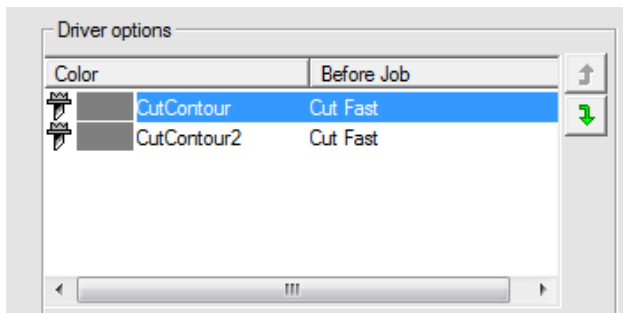 Driver options
Color Before Job
CutContour Cut Fast
CutContour2 Cut Fast